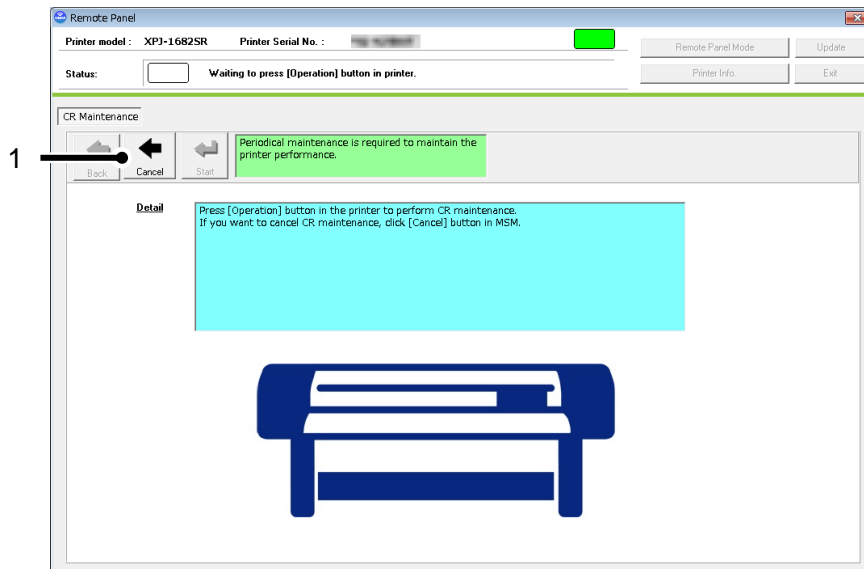 Remote Panel
Printer model : XPJ-1682SR Printer Serial No. :
Remote Panel Mode Update
Status: Waiting to press [Operation] button in printer.
Printer Info. Exit
CR Maintenance
1
Back Cancel Start
Periodical maintenance is required to maintain the
printer performance.
Detail
Press [Operation] button in the printer to perform CR maintenance.
If you want to cancel CR maintenance, click [Cancel] button in MSM.